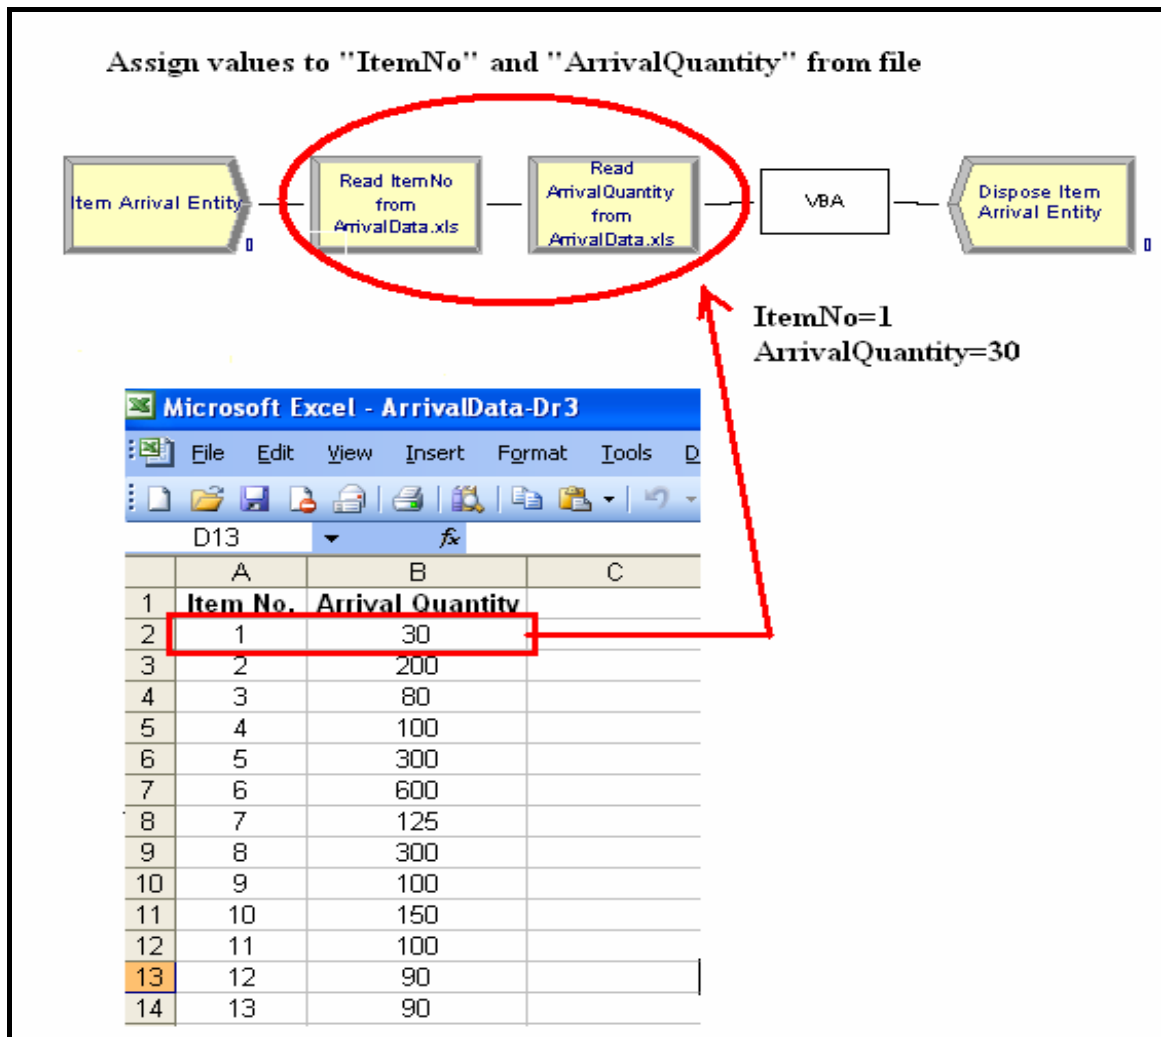 Assign values to "ItemNo" and "ArrivalQuantity" from file
Item Arrival Entity
0
Read ItemNo
from
ArrivalData.xls
Read
ArrivalQuantity
from
ArrivalData.xls
VBA
Dispose Item
Arrival Entity
0
ItemNo=1
ArrivalQuantity=30
Microsoft Excel - ArrivalData-Dr3
File Edit View Insert Format Tools D
D13 fx
A B C
1 Item No. Arrival Quantity
2 1 30
3 2 200
4 3 80
5 4 100
6 5 300
7 6 600
8 7 125
9 8 300
10 9 100
11 10 150
12 11 100
13 12 90
14 13 90